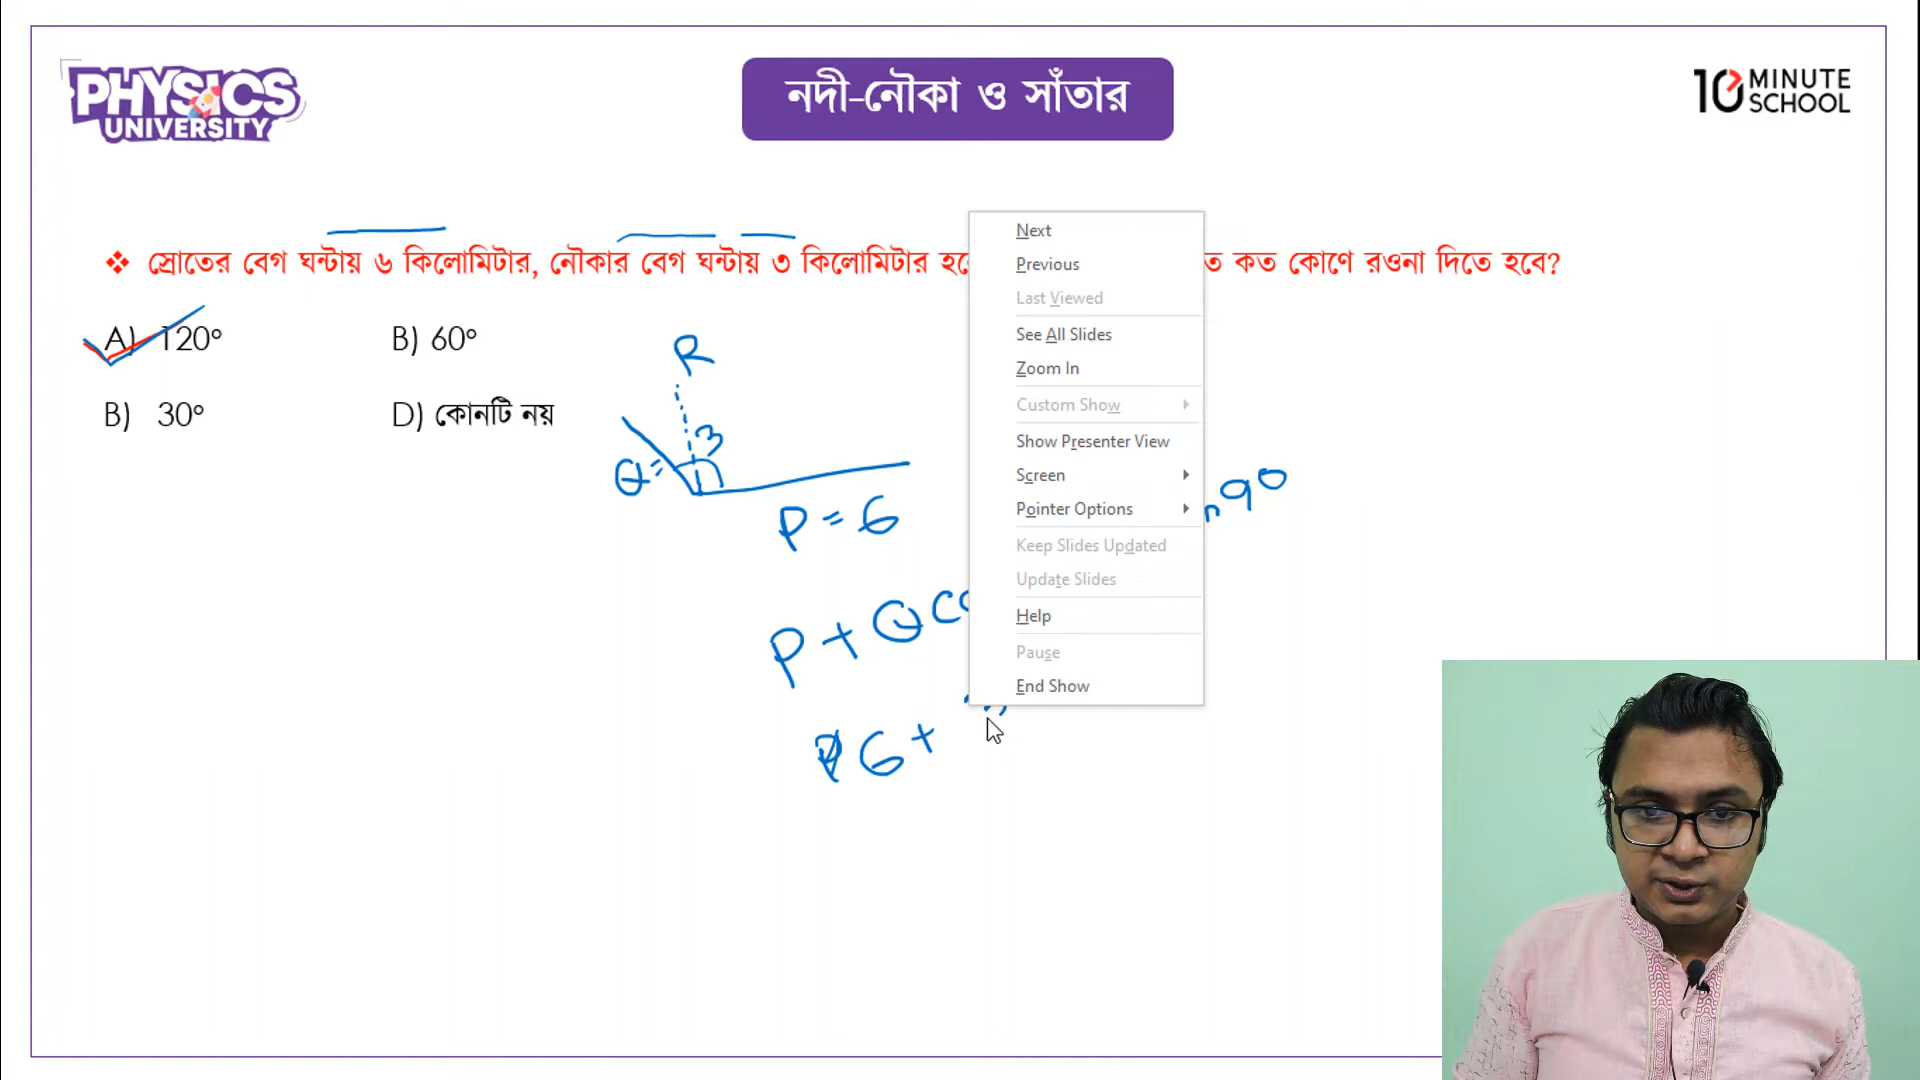 PHYSICS
UNIVERSITY
নদী-নৌকা ও সাঁতার
10 MINUTE
SCHOOL
❖ স্রোতের বেগ ঘন্টায় ৬ কিলোমিটার, নৌকার বেগ ঘন্টায় ৩ কিলোমিটার কত কোণে রওনা দিতে হবে?
A) 120°
B) 60°
B) 30°
D) কোনটি নয়
R
Q = 3
P = 6
90
P + Q
6 +
Next
Previous
Last Viewed
See All Slides
Zoom In
Custom Show
Show Presenter View
Screen
Pointer Options
Keep Slides Updated
Update Slides
Help
Pause
End Show